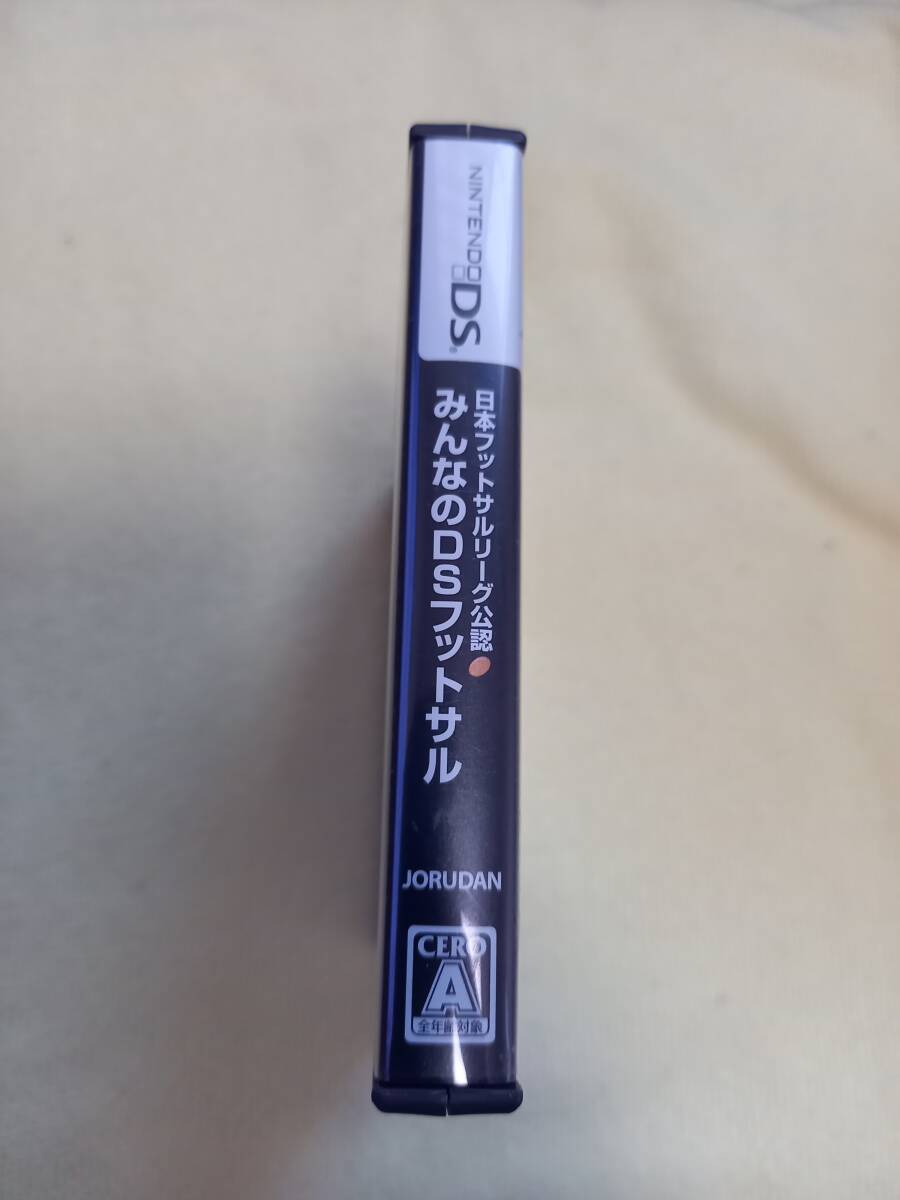 NINTENDO DS
日本フットサルリーグ公認
みんなのDSフットサル
JORUDAN
CERO
A
全年齢対象